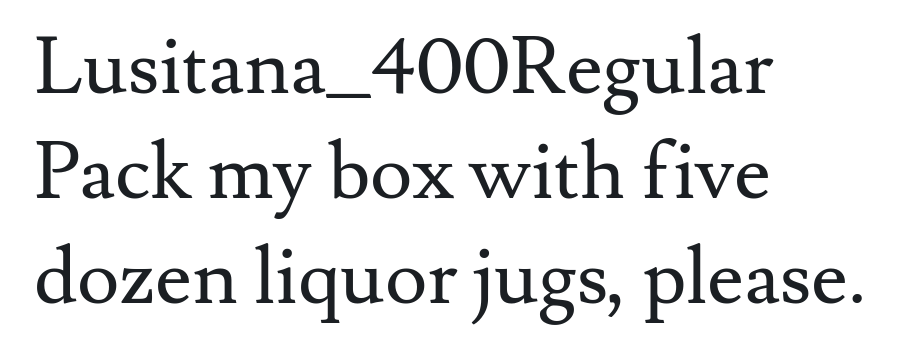 Lusitana_400Regular
Pack my box with five
dozen liquor jugs, please.